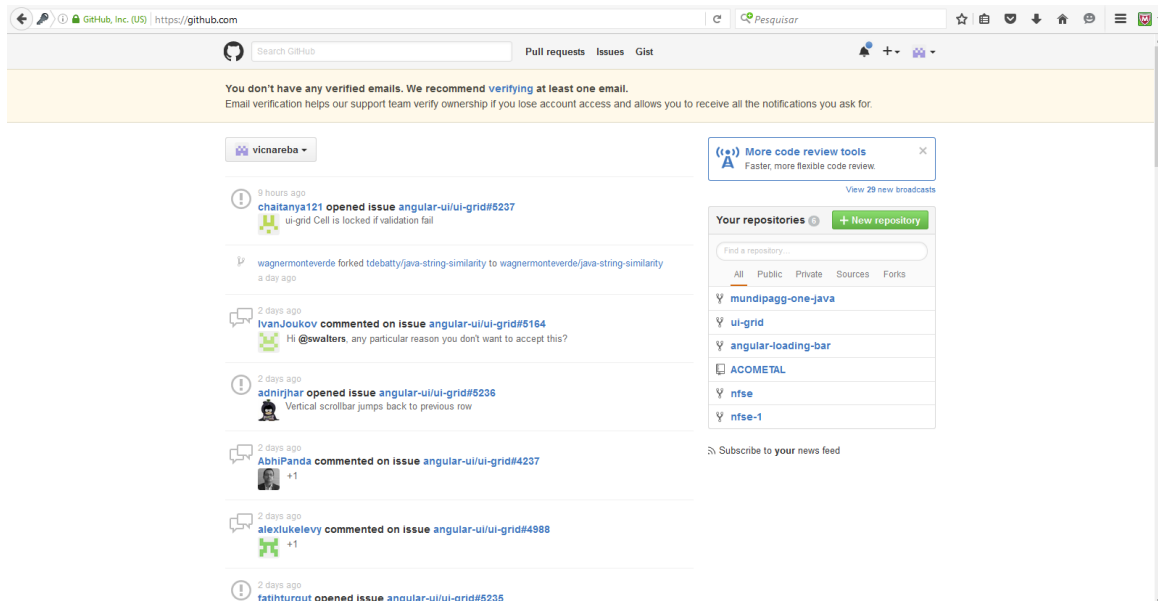 GitHub, Inc. (US) https://github.com
Pesquisar
Search GitHub
Pull requests Issues Gist
You don't have any verified emails. We recommend verifying at least one email.
Email verification helps our support team verify ownership if you lose account access and allows you to receive all the notifications you ask for.
vicnareba
9 hours ago
chaitanya121 opened issue angular-ui/ui-grid#5237
ui-grid Cell is locked if validation fail
wagnermonteverde forked tdebatty/java-string-similarity to wagnermonteverde/java-string-similarity
a day ago
2 days ago
IvanJoukov commented on issue angular-ui/ui-grid#5164
Hi @swalters, any particular reason you don't want to accept this?
2 days ago
adnirjhar opened issue angular-ui/ui-grid#5236
Vertical scrollbar jumps back to previous row
2 days ago
AbhiPanda commented on issue angular-ui/ui-grid#4237
+1
2 days ago
alexlukelevy commented on issue angular-ui/ui-grid#4988
+1
2 days ago
fatihturgut opened issue angular-ui/ui-grid#5235
More code review tools
Faster, more flexible code review.
View 29 new broadcasts
Your repositories 6 + New repository
Find a repository...
All Public Private Sources Forks
mundipagg-one-java
ui-grid
angular-loading-bar
ACOMETAL
nfse
nfse-1
Subscribe to your news feed